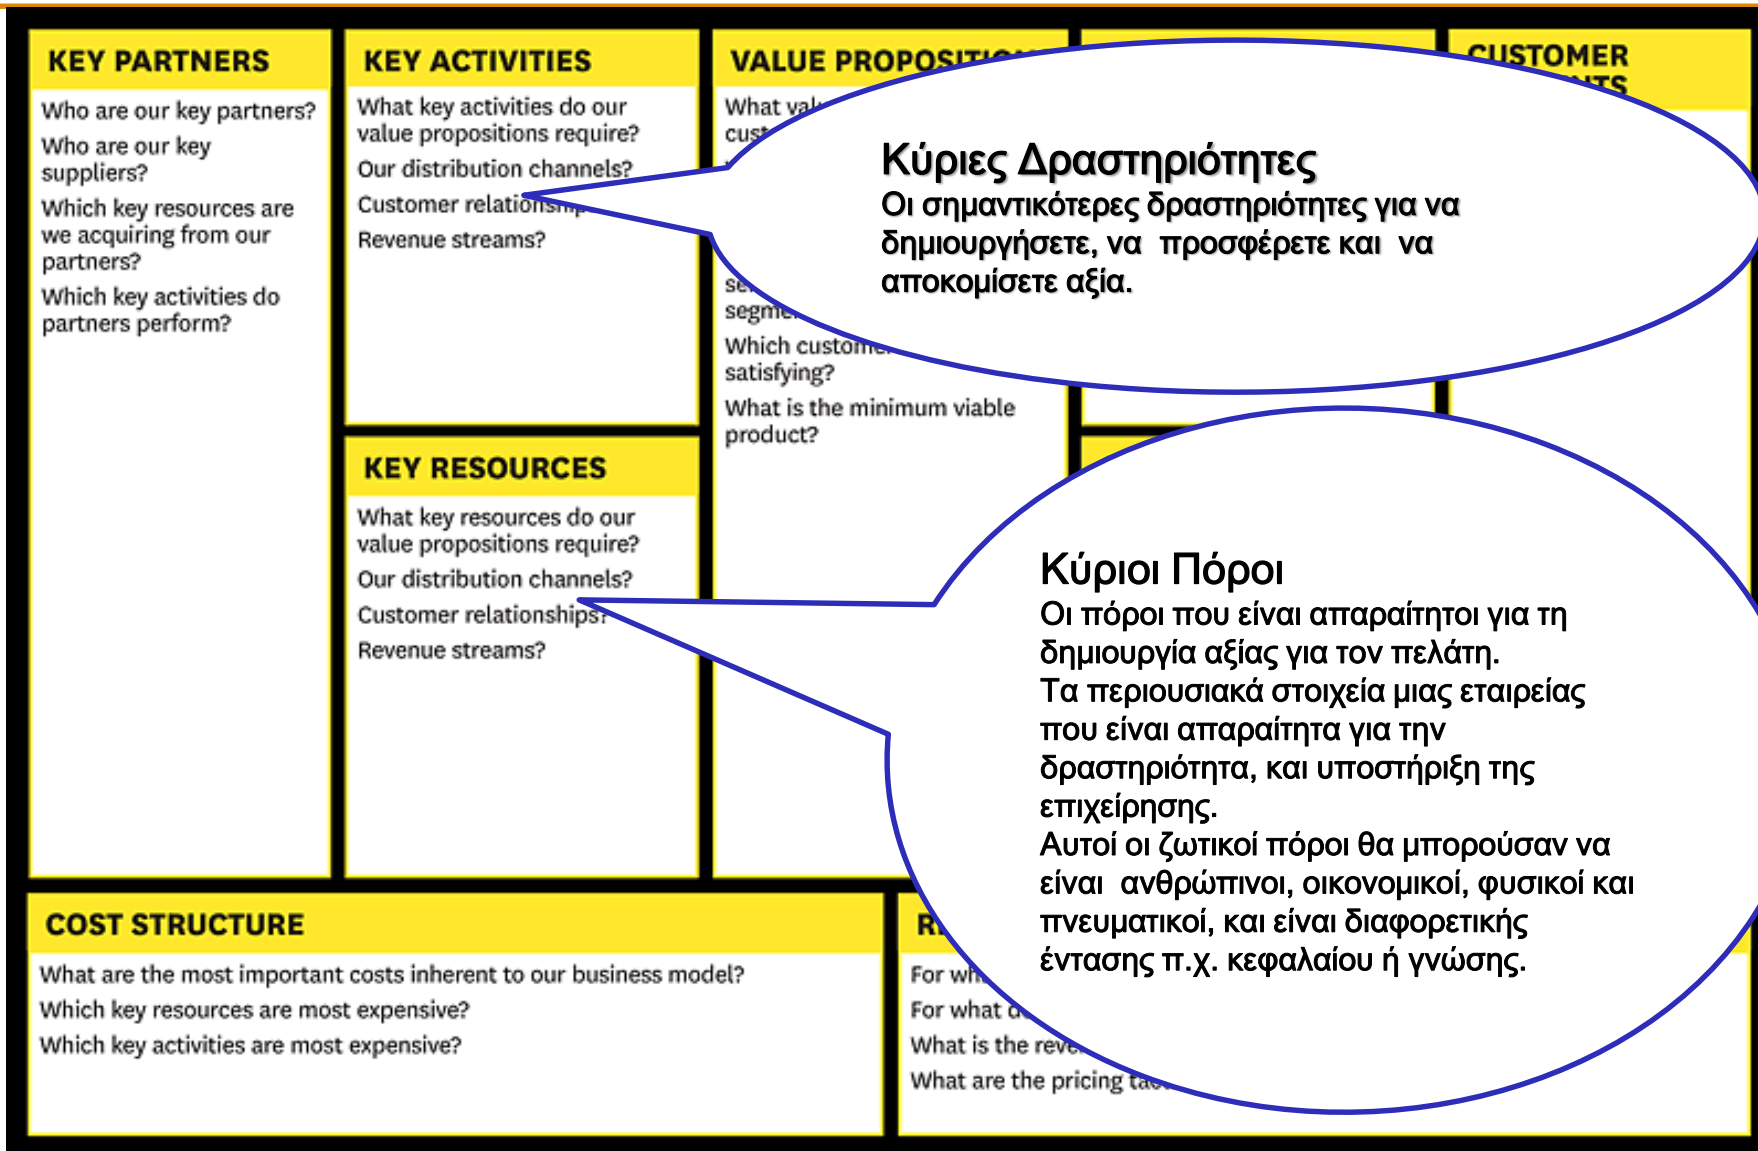 KEY PARTNERS
Who are our key partners?
Who are our key
suppliers?
Which key resources are
we acquiring from our
partners?
Which key activities do
partners perform?
KEY ACTIVITIES
What key activities do our
value propositions require?
Our distribution channels?
Customer
Revenue streams?
KEY RESOURCES
What key resources do our
value propositions require?
Our distribution channels?
Customer relationships?
Revenue streams?
VALUE
What
Which
satisfying?
What is the minimum viable
product?
CUSTOMER
Κύριες Δραστηριότητες
Οι σημαντικότερες δραστηριότητες για να
δημιουργήσετε, να προσφέρετε και να
αποκομίσετε αξία.
Κύριοι Πόροι
Οι πόροι που είναι απαραίτητοι για τη
δημιουργία αξίας για τον πελάτη.
Τα περιουσιακά στοιχεία μιας εταιρείας
που είναι απαραίτητα για την
δραστηριότητα, και υποστήριξη της
επιχείρησης.
Αυτοί οι ζωτικοί πόροι θα μπορούσαν να
είναι ανθρώπινοι, οικονομικοί, φυσικοί και
πνευματικοί, και είναι διαφορετικής
έντασης π.χ. κεφαλαίου ή γνώσης.
COST STRUCTURE
What are the most important costs inherent to our business model?
Which key resources are most expensive?
Which key activities are most expensive?
For
For what
What is the
What are the pricing